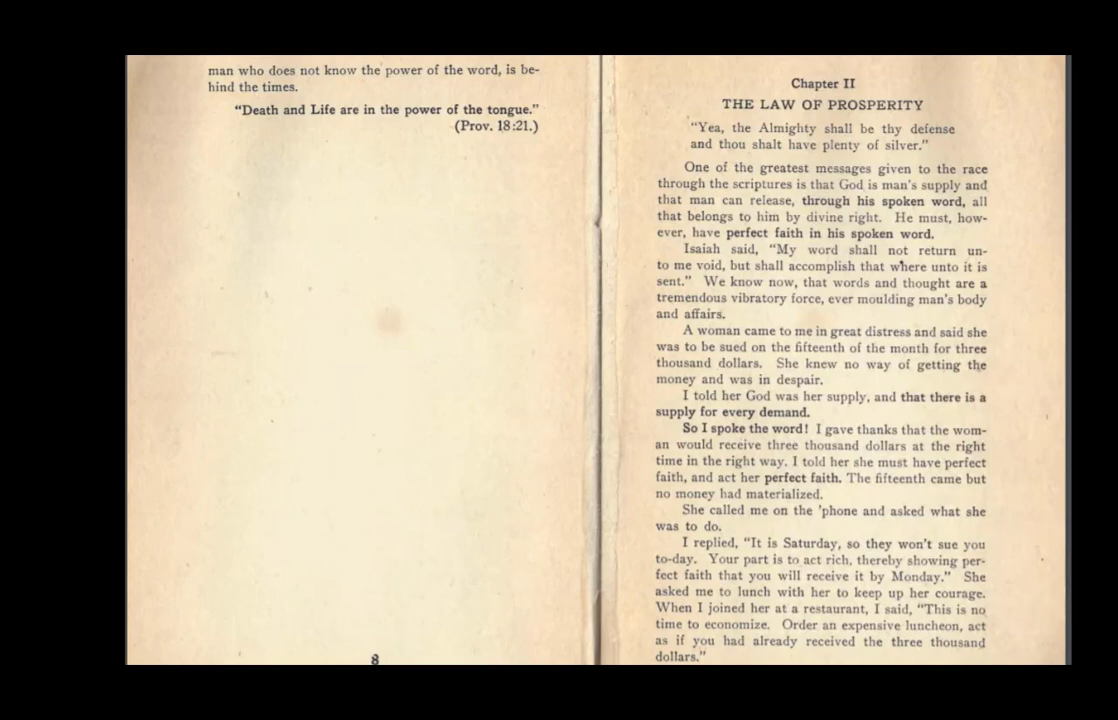 man who does not know the power of the word, is be-
hind the times.
"Death and Life are in the power of the tongue."
(Prov. 18:21.)
8
Chapter II
THE LAW OF PROSPERITY
"Yea, the Almighty shall be thy defense
and thou shalt have plenty of silver."
One of the greatest messages given to the race
through the scriptures is that God is man's supply and
that man can release, through his spoken word, all
that belongs to him by divine right. He must, how-
ever, have perfect faith in his spoken word.
Isaiah said, "My word shall not return un-
to me void, but shall accomplish that where unto it is
sent." We know now, that words and thought are a
tremendous vibratory force, ever moulding man's body
and affairs.
A woman came to me in great distress and said she
was to be sued on the fifteenth of the month for three
thousand dollars. She knew no way of getting the
money and was in despair.
I told her God was her supply, and that there is a
supply for every demand.
So I spoke the word! I gave thanks that the wom-
an would receive three thousand dollars at the right
time in the right way. I told her she must have perfect
faith, and act her perfect faith. The fifteenth came but
no money had materialized.
She called me on the 'phone and asked what she
was to do.
I replied, "It is Saturday, so they won't sue you
to-day. Your part is to act rich, thereby showing per-
fect faith that you will receive it by Monday." She
asked me to lunch with her to keep up her courage.
When I joined her at a restaurant, I said, "This is no
time to economize. Order an expensive luncheon, act
as if you had already received the three thousand
dollars."